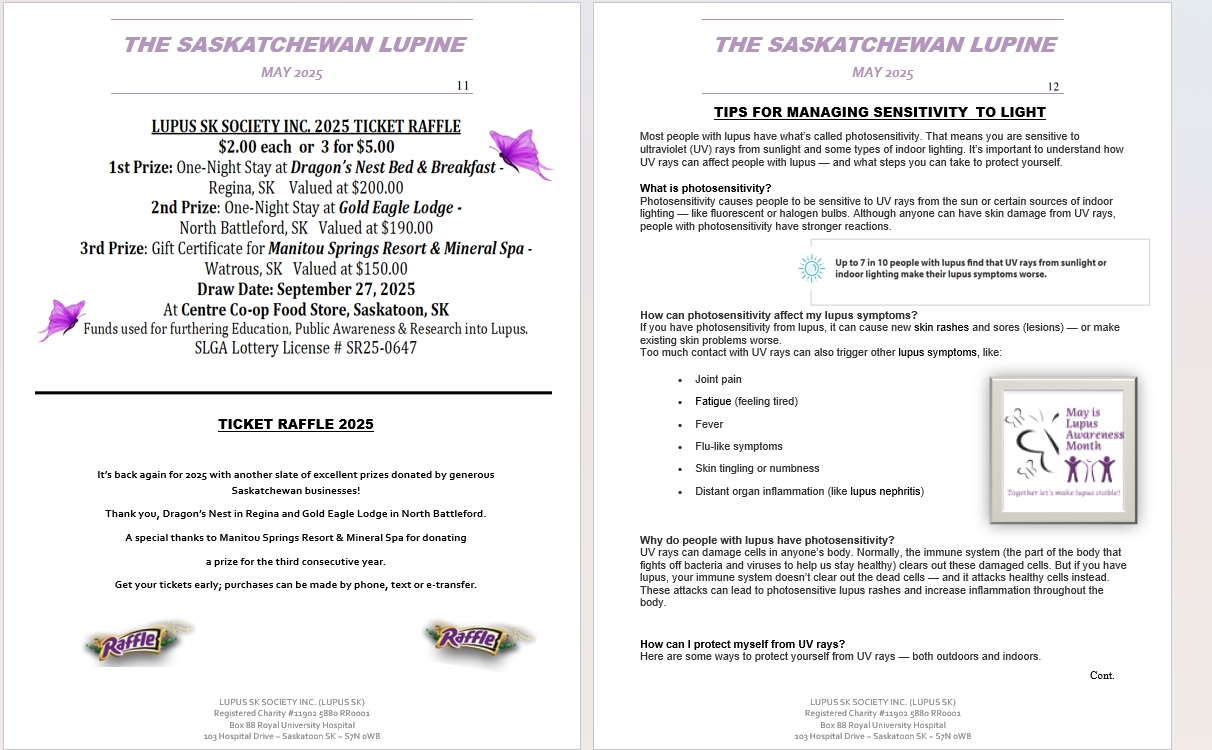 THE SASKATCHEWAN LUPINE
MAY 2025
11
LUPUS SK SOCIETY INC. 2025 TICKET RAFFLE
$2.00 each or 3 for $5.00
1st Prize: One-Night Stay at Dragon's Nest Bed & Breakfast -
Regina, SK Valued at $200.00
2nd Prize: One-Night Stay at Gold Eagle Lodge -
North Battleford, SK Valued at $190.00
3rd Prize: Gift Certificate for Manitou Springs Resort & Mineral Spa -
Watrous, SK Valued at $150.00
Draw Date: September 27, 2025
At Centre Co-op Food Store, Saskatoon, SK
Funds used for furthering Education, Public Awareness & Research into Lupus.
SLGA Lottery License # SR25-0647
TICKET RAFFLE 2025
It's back again for 2025 with another slate of excellent prizes donated by generous
Saskatchewan businesses!
Thank you, Dragon's Nest in Regina and Gold Eagle Lodge in North Battleford.
A special thanks to Manitou Springs Resort & Mineral Spa for donating
a prize for the third consecutive year.
Get your tickets early; purchases can be made by phone, text or e-transfer.
Raffle
Raffle
LUPUS SK SOCIETY INC. (LUPUS SK)
Registered Charity #11902 5880 RR0001
Box 88 Royal University Hospital
103 Hospital Drive ~ Saskatoon SK ~ S7N 0W8
THE SASKATCHEWAN LUPINE
MAY 2025
12
TIPS FOR MANAGING SENSITIVITY TO LIGHT
Most people with lupus have what's called photosensitivity. That means you are sensitive to
ultraviolet (UV) rays from sunlight and some types of indoor lighting. It's important to understand how
UV rays can affect people with lupus — and what steps you can take to protect yourself.
What is photosensitivity?
Photosensitivity causes people to be sensitive to UV rays from the sun or certain sources of indoor
lighting — like fluorescent or halogen bulbs. Although anyone can have skin damage from UV rays,
people with photosensitivity have stronger reactions.
Up to 7 in 10 people with lupus find that UV rays from sunlight or
indoor lighting make their lupus symptoms worse.
How can photosensitivity affect my lupus symptoms?
If you have photosensitivity from lupus, it can cause new skin rashes and sores (lesions) — or make
existing skin problems worse.
Too much contact with UV rays can also trigger other lupus symptoms, like:
• Joint pain
• Fatigue (feeling tired)
• Fever
• Flu-like symptoms
• Skin tingling or numbness
• Distant organ inflammation (like lupus nephritis)
May is
Lupus
Awareness
Month
Together let's make lupus visible!
Why do people with lupus have photosensitivity?
UV rays can damage cells in anyone's body. Normally, the immune system (the part of the body that
fights off bacteria and viruses to help us stay healthy) clears out these damaged cells. But if you have
lupus, your immune system doesn't clear out the dead cells — and it attacks healthy cells instead.
These attacks can lead to photosensitive lupus rashes and increase inflammation throughout the
body.
How can I protect myself from UV rays?
Here are some ways to protect yourself from UV rays — both outdoors and indoors.
Cont.
LUPUS SK SOCIETY INC. (LUPUS SK)
Registered Charity #11902 5880 RR0001
Box 88 Royal University Hospital
103 Hospital Drive ~ Saskatoon SK ~ S7N 0W8